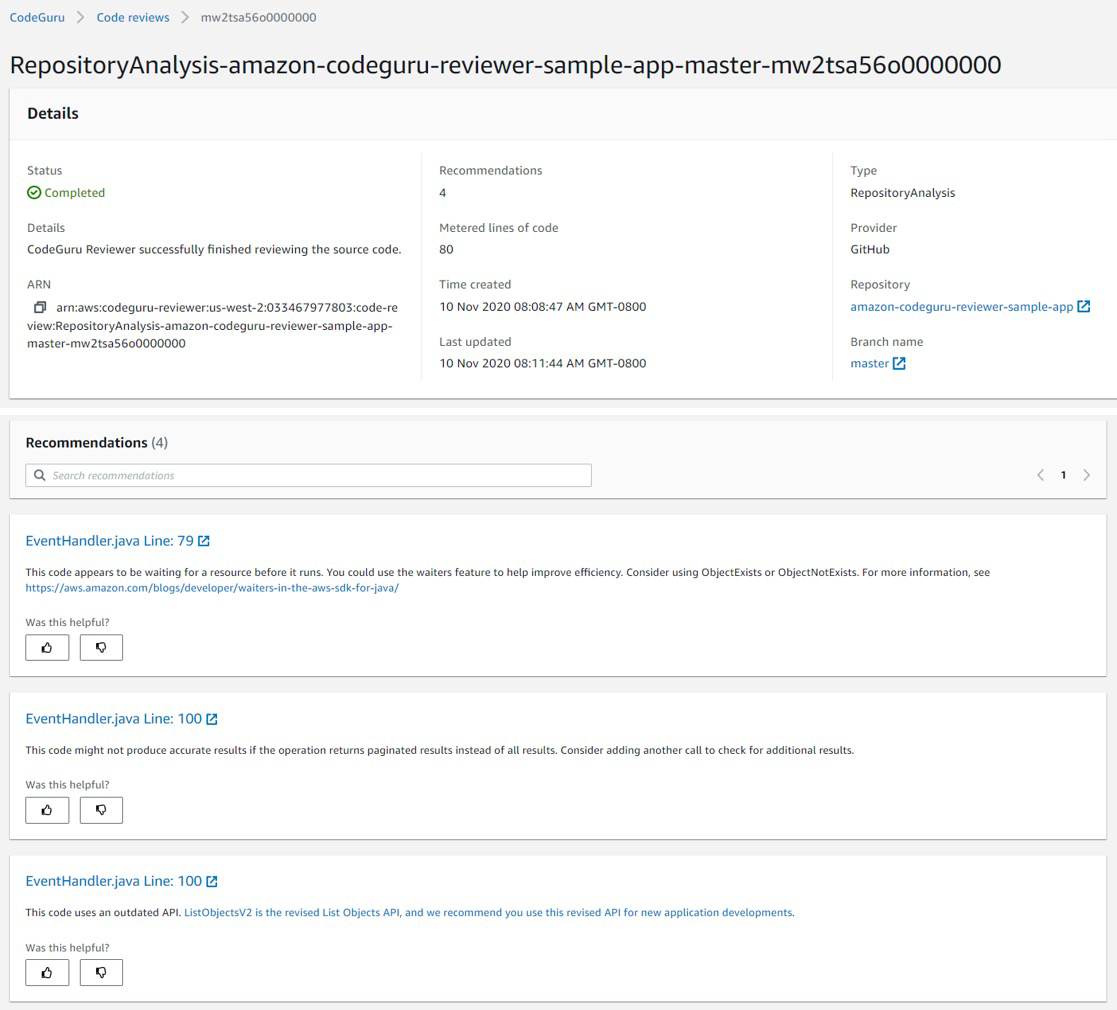 CodeGuru > Code reviews > mw2tsa56o0000000
RepositoryAnalysis-amazon-codeguru-reviewer-sample-app-master-mw2tsa56o0000000
Details
Status
Completed
Details
CodeGuru Reviewer successfully finished reviewing the source code.
ARN
arn:aws:codeguru-reviewer:us-west-2:033467977803:code-re
view:RepositoryAnalysis-amazon-codeguru-reviewer-sample-app-
master-mw2tsa56o0000000
Recommendations
4
Metered lines of code
80
Time created
10 Nov 2020 08:08:47 AM GMT-0800
Last updated
10 Nov 2020 08:11:44 AM GMT-0800
Type
RepositoryAnalysis
Provider
GitHub
Repository
amazon-codeguru-reviewer-sample-app
Branch name
master
Recommendations (4)
Search recommendations
< 1 >
EventHandler.java Line: 79
This code appears to be waiting for a resource before it runs. You could use the waiters feature to help improve efficiency. Consider using ObjectExists or ObjectNotExists. For more information, see
https://aws.amazon.com/blogs/developer/waiters-in-the-aws-sdk-for-java/
Was this helpful?
EventHandler.java Line: 100
This code might not produce accurate results if the operation returns paginated results instead of all results. Consider adding another call to check for additional results.
Was this helpful?
EventHandler.java Line: 100
This code uses an outdated API. ListObjectsV2 is the revised List Objects API, and we recommend you use this revised API for new application developments.
Was this helpful?